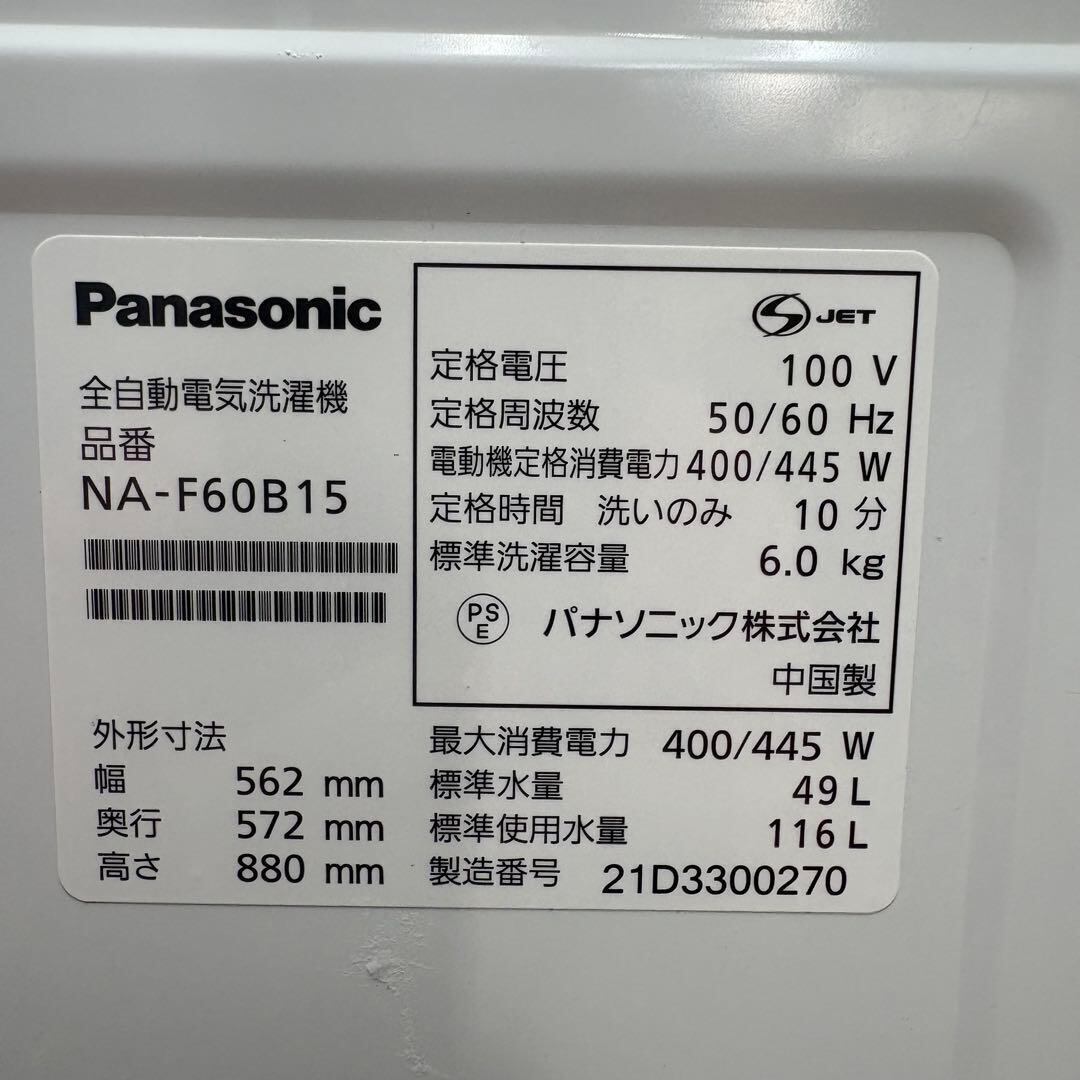 Panasonic
全自動電気洗濯機
品番
NA-F60B15
S JET
定格電圧 100 V
定格周波数 50/60 Hz
電動機定格消費電力 400/445 W
定格時間 洗いのみ 10 分
標準洗濯容量 6.0 kg
PSE パナソニック株式会社
中国製
外形寸法
幅 562 mm
奥行 572 mm
高さ 880 mm
最大消費電力 400/445 W
標準水量 49 L
標準使用水量 116 L
製造番号 21D3300270